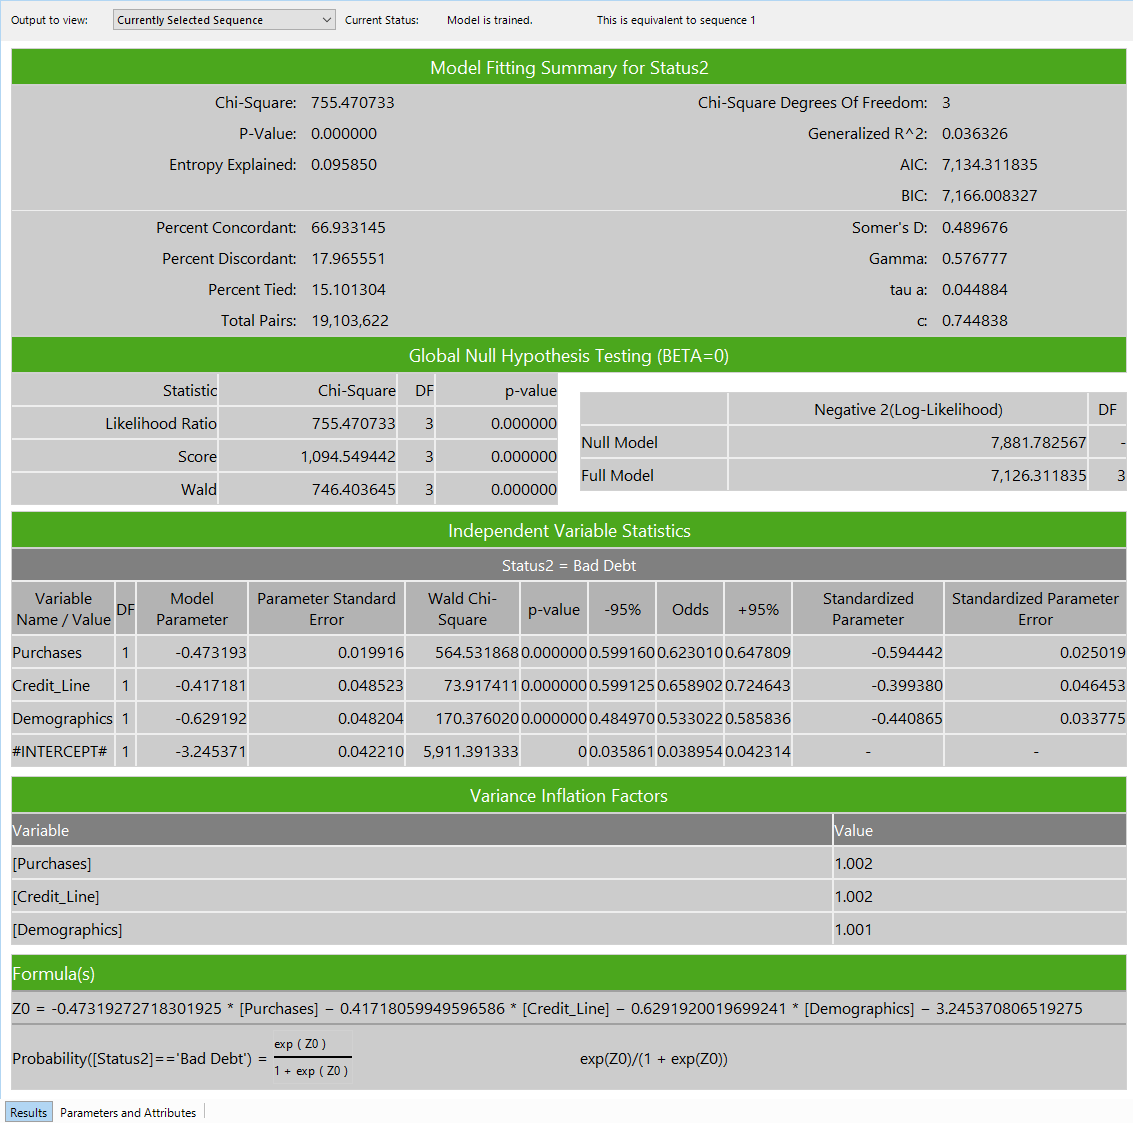 Output to view: Currently Selected Sequence Current Status: Model is trained. This is equivalent to sequence 1
Model Fitting Summary for Status2
Chi-Square: 755.470733 Chi-Square Degrees Of Freedom: 3
P-Value: 0.000000 Generalized R^2: 0.036326
Entropy Explained: 0.095850 AIC: 7,134.311835
BIC: 7,166.008327
Percent Concordant: 66.933145 Somer's D: 0.489676
Percent Discordant: 17.965551 Gamma: 0.576777
Percent Tied: 15.101304 tau a: 0.044884
Total Pairs: 19,103,622 c: 0.744838
Global Null Hypothesis Testing (BETA=0)
Statistic Chi-Square DF p-value
Likelihood Ratio 755.470733 3 0.000000
Score 1,094.549442 3 0.000000
Wald 746.403645 3 0.000000
Negative 2(Log-Likelihood) DF
Null Model 7,881.782567 -
Full Model 7,126.311835 3
Independent Variable Statistics
Status2 = Bad Debt
Variable Name / Value DF Model Parameter Parameter Standard Error Wald Chi-Square p-value -95% Odds +95% Standardized Parameter Standardized Parameter Error
Purchases 1 -0.473193 0.019916 564.531868 0.000000 0.599160 0.623010 0.647809 -0.594442 0.025019
Credit_Line 1 -0.417181 0.048523 73.917411 0.000000 0.599125 0.658902 0.724643 -0.399380 0.046453
Demographics 1 -0.629192 0.048204 170.376020 0.000000 0.484970 0.533022 0.585836 -0.440865 0.033775
#INTERCEPT# 1 -3.245371 0.042210 5,911.391333 0 0.035861 0.038954 0.042314 - -
Variance Inflation Factors
Variable Value
[Purchases] 1.002
[Credit_Line] 1.002
[Demographics] 1.001
Formula(s)
Z0 = -0.47319272718301925 * [Purchases] − 0.41718059949596586 * [Credit_Line] − 0.6291920019699241 * [Demographics] − 3.245370806519275
Probability([Status2]=='Bad Debt') = exp ( Z0 ) / 1 + exp ( Z0 ) exp(Z0)/(1 + exp(Z0))
Results Parameters and Attributes